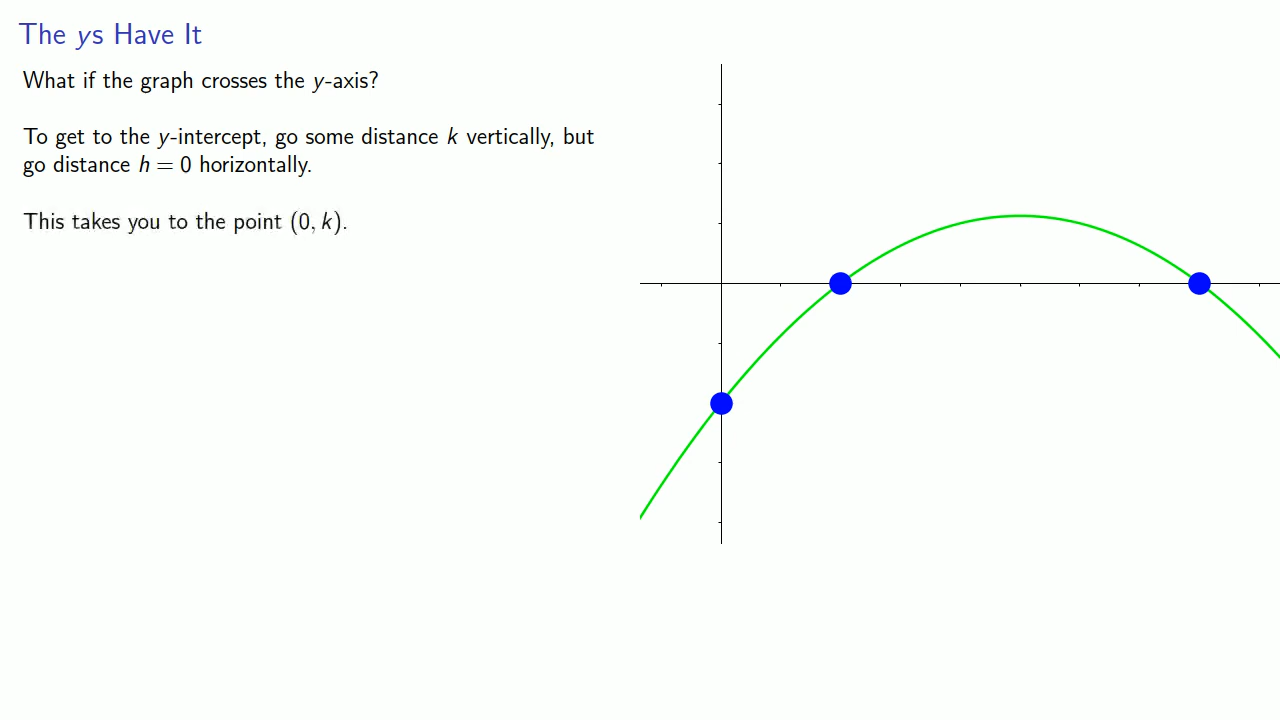 The ys Have It
What if the graph crosses the y-axis?
To get to the y-intercept, go some distance k vertically, but
go distance h = 0 horizontally.
This takes you to the point (0, k).